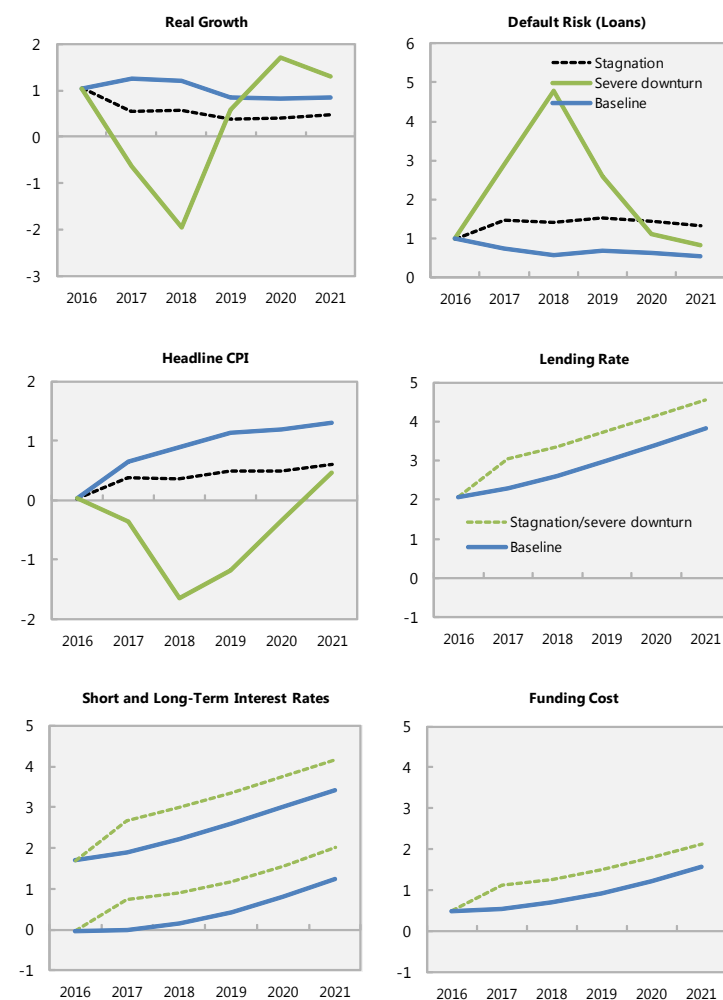 Real Growth
2
1
0
-1
-2
-3
2016 2017 2018 2019 2020 2021
Default Risk (Loans)
6
5
4
3
2
1
0
Stagnation
Severe downturn
Baseline
2016 2017 2018 2019 2020 2021
Headline CPI
2
1
0
-1
-2
2016 2017 2018 2019 2020 2021
Lending Rate
5
4
3
2
1
0
-1
Stagnation/severe downturn
Baseline
2016 2017 2018 2019 2020 2021
Short and Long-Term Interest Rates
5
4
3
2
1
0
-1
2016 2017 2018 2019 2020 2021
Funding Cost
5
4
3
2
1
0
-1
2016 2017 2018 2019 2020 2021